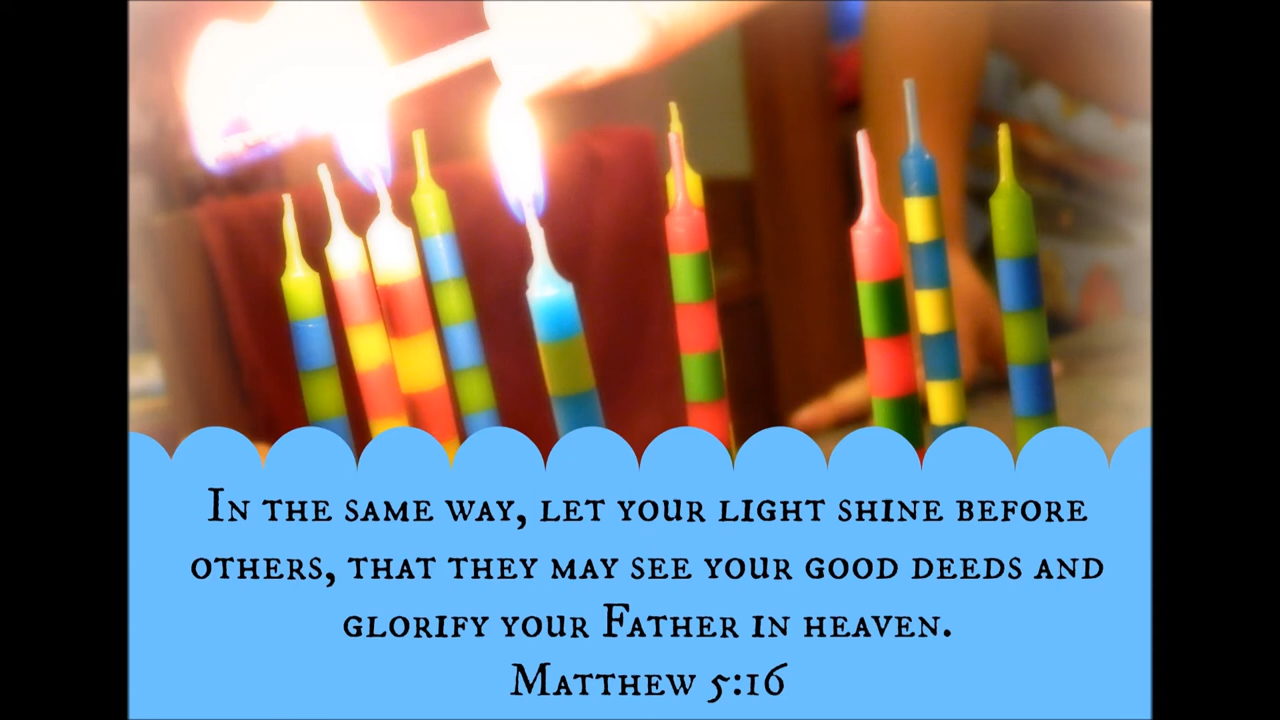 In the same way, let your light shine before
others, that they may see your good deeds and
glorify your Father in heaven.
Matthew 5:16